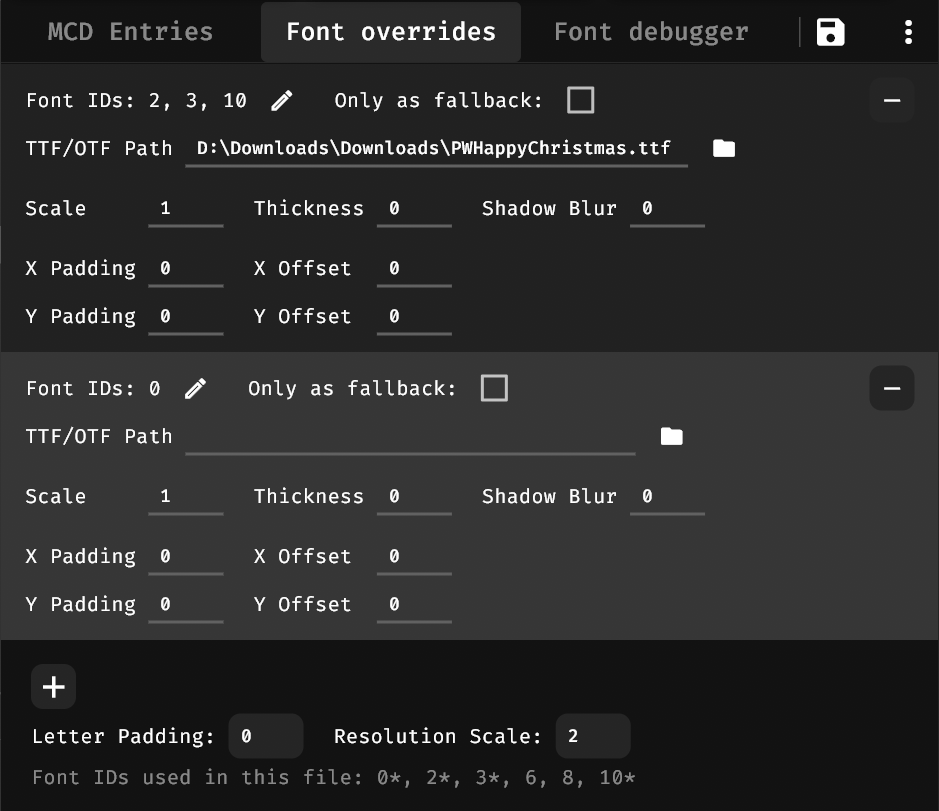 MCD Entries Font overrides Font debugger
Font IDs: 2, 3, 10 Only as fallback:
TTF/OTF Path D:\Downloads\Downloads\PWHappyChristmas.ttf
Scale 1 Thickness 0 Shadow Blur 0
X Padding 0 X Offset 0
Y Padding 0 Y Offset 0
Font IDs: 0 Only as fallback:
TTF/OTF Path
Scale 1 Thickness 0 Shadow Blur 0
X Padding 0 X Offset 0
Y Padding 0 Y Offset 0
Letter Padding: 0 Resolution Scale: 2
Font IDs used in this file: 0*, 2*, 3*, 6, 8, 10*